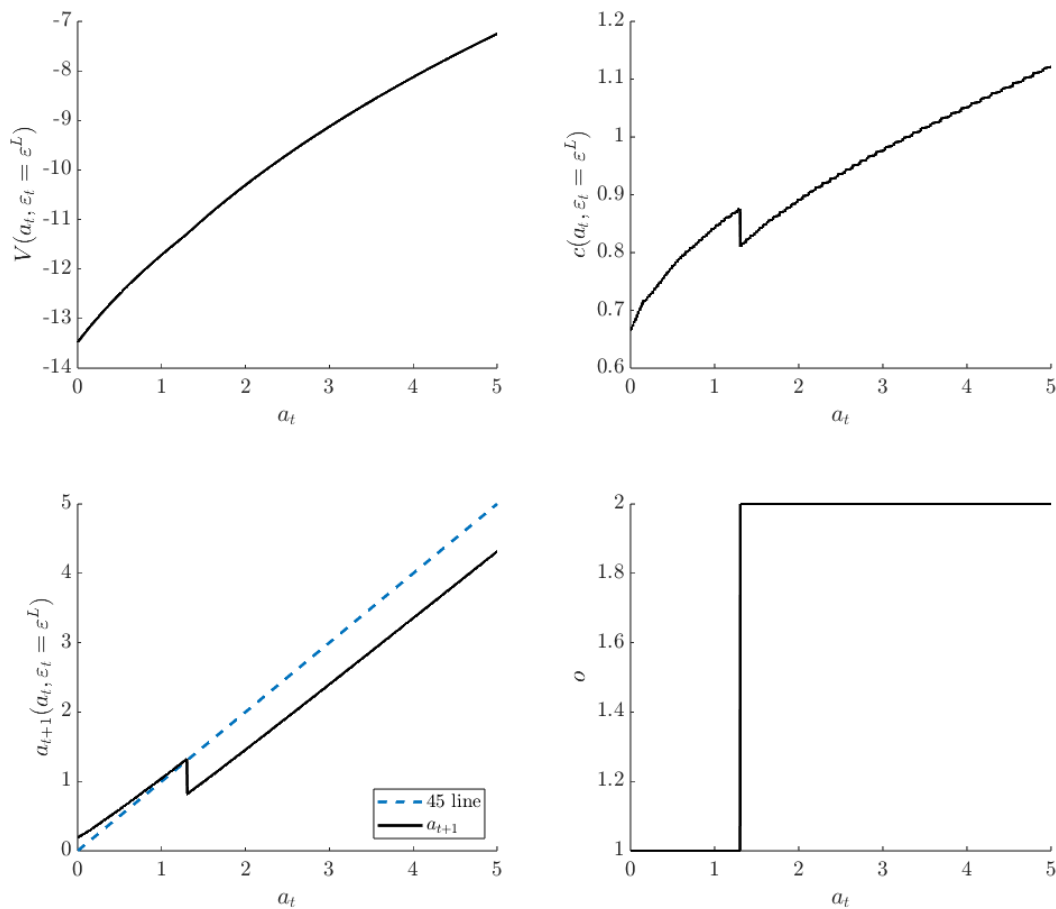 -7
-8
-9
-10
-11
-12
-13
-14
0 1 2 3 4 5
V(a_t, ε_t = ε^L)
a_t
1.2
1.1
1
0.9
0.8
0.7
0.6
0 1 2 3 4 5
c(a_t, ε_t = ε^L)
a_t
5
4
3
2
1
0
0 1 2 3 4 5
a_{t+1}(a_t, ε_t = ε^L)
a_t
45 line
a_{t+1}
2
1.8
1.6
1.4
1.2
1
0 1 2 3 4 5
o
a_t